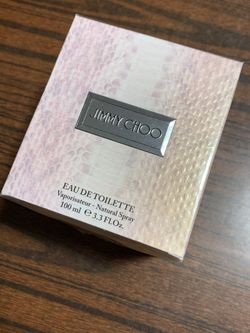 JIMMY CHOO
EAU DE TOILETTE
Vaporisateur - Natural Spray
100 ml ℮ 3.3 FL.Oz.